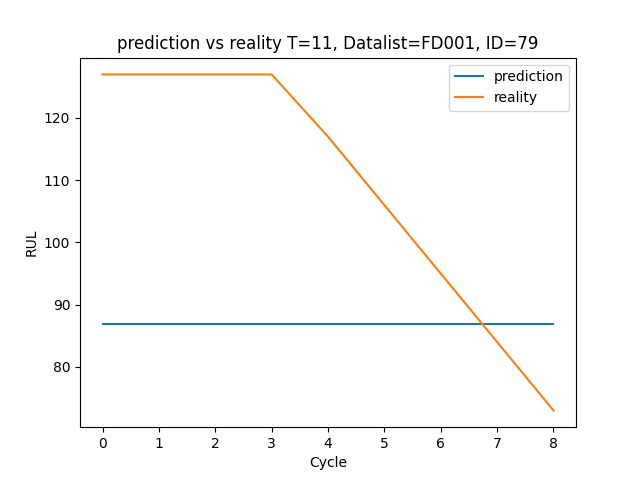 prediction vs reality T=11, Datalist=FD001, ID=79
prediction
reality
RUL
120
110
100
90
80
0 1 2 3 4 5 6 7 8
Cycle